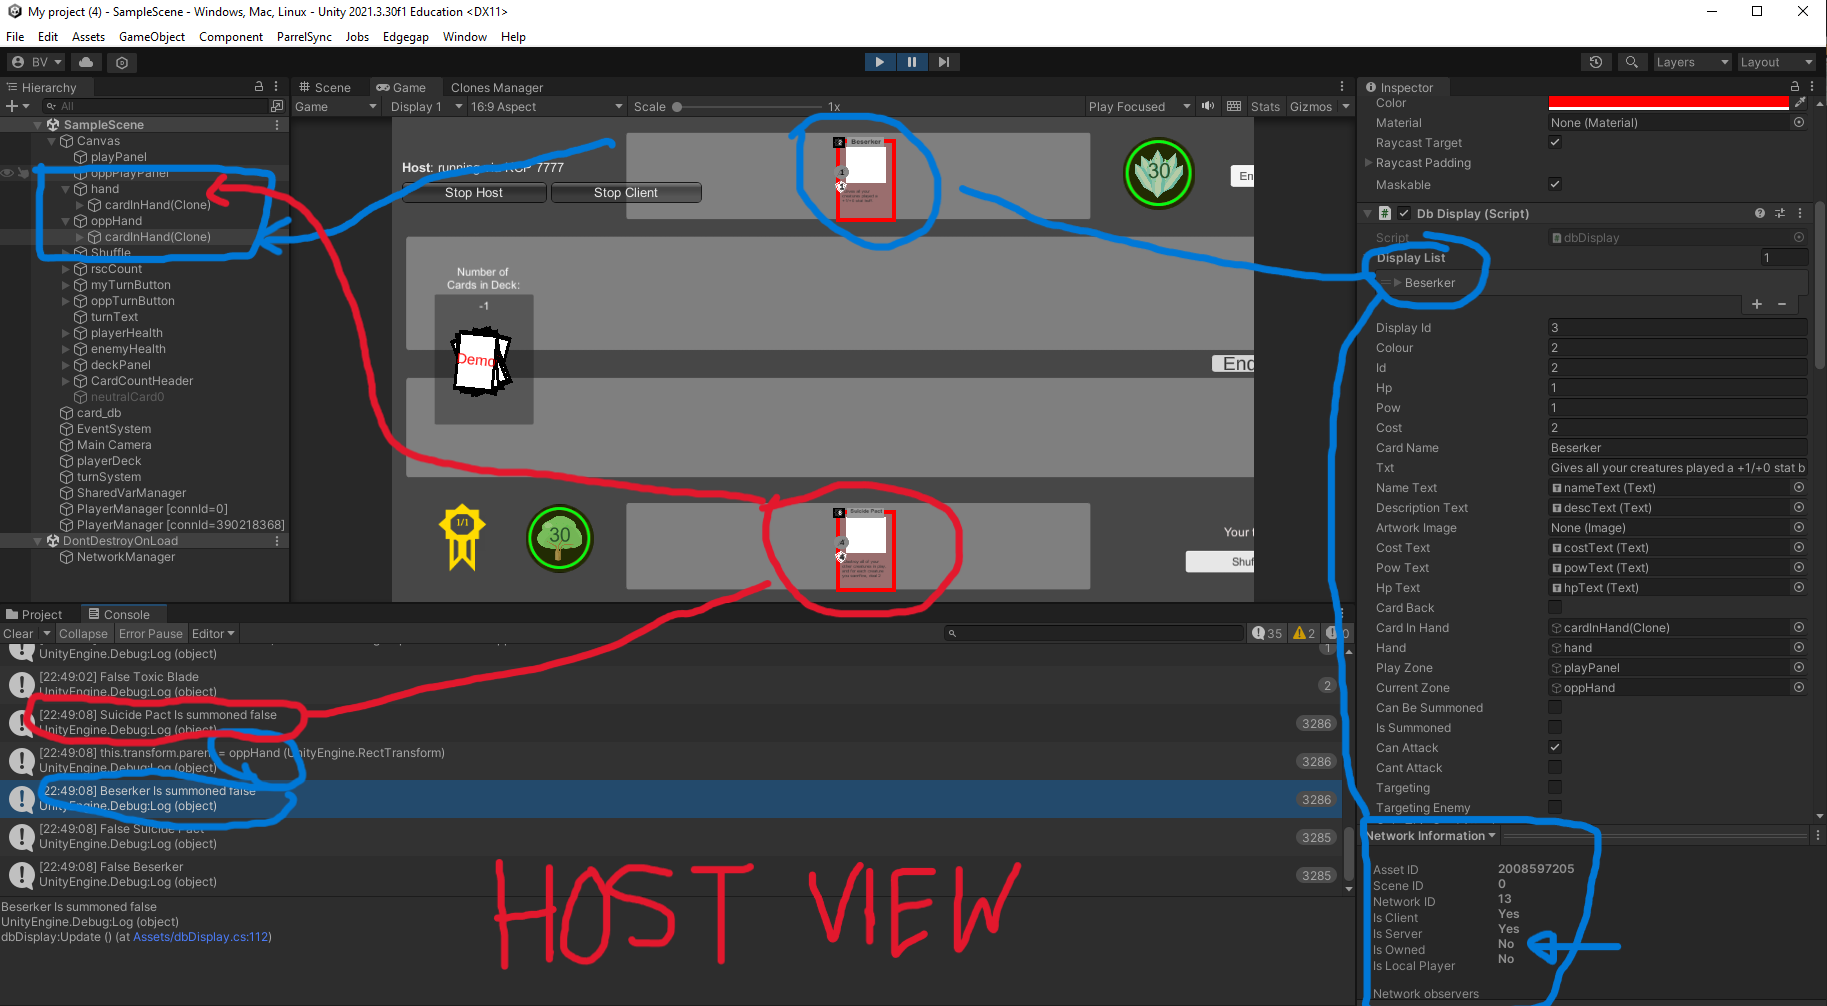 My project (4) - SampleScene - Windows, Mac, Linux - Unity 2021.3.30f1 Education <DX11>
File Edit Assets GameObject Component ParrelSync Jobs Edgegap Window Help
BV Layers Layout
Hierarchy
All
SampleScene
Canvas
playPanel
oppPlayPanel
hand
cardInHand(Clone)
oppHand
cardInHand(Clone)
Shuffle
rscCount
myTurnButton
oppTurnButton
turnText
playerHealth
enemyHealth
deckPanel
CardCountHeader
neutralCard0
card_db
EventSystem
Main Camera
playerDeck
turnSystem
SharedVarManager
PlayerManager [connId=0]
PlayerManager [connId=390218368]
DontDestroyOnLoad
NetworkManager
Scene Game Clones Manager
Game Display 1 16:9 Aspect Scale 1x Play Focused Stats Gizmos
Host: running via KCP 7777
Stop Host Stop Client
2 Beserker
1
30
En
Number of
Cards in Deck:
-1
Demo
End
1/1
30
6 Suicide Pact
4
Your t
Shuf
Inspector
Color
Material None (Material)
Raycast Target
Raycast Padding
Maskable
Db Display (Script)
Script dbDisplay
Display List 1
Beserker
Display Id 3
Colour 2
Id 2
Hp 1
Pow 1
Cost 2
Card Name Beserker
Txt Gives all your creatures played a +1/+0 stat b
Name Text nameText (Text)
Description Text descText (Text)
Artwork Image None (Image)
Cost Text costText (Text)
Pow Text powText (Text)
Hp Text hpText (Text)
Card Back
Card In Hand cardInHand(Clone)
Hand hand
Play Zone playPanel
Current Zone oppHand
Can Be Summoned
Is Summoned
Can Attack
Cant Attack
Targeting
Targeting Enemy
Network Information
Asset ID 2008597205
Scene ID 0
Network ID 13
Is Client Yes
Is Server Yes
Is Owned No
Is Local Player No
Network observers
Project Console
Clear Collapse Error Pause Editor 35 2 0
UnityEngine.Debug:Log (object) 1
[22:49:02] False Toxic Blade
UnityEngine.Debug:Log (object) 2
[22:49:08] Suicide Pact Is summoned false
UnityEngine.Debug:Log (object) 3286
[22:49:08] this.transform.parent = oppHand (UnityEngine.RectTransform)
UnityEngine.Debug:Log (object) 3286
[22:49:08] Beserker Is summoned false
UnityEngine.Debug:Log (object) 3286
[22:49:08] False Suicide Pact
UnityEngine.Debug:Log (object) 3285
[22:49:08] False Beserker
UnityEngine.Debug:Log (object) 3285
HOST VIEW
Beserker Is summoned false
UnityEngine.Debug:Log (object)
dbDisplay:Update () (at Assets/dbDisplay.cs:112)